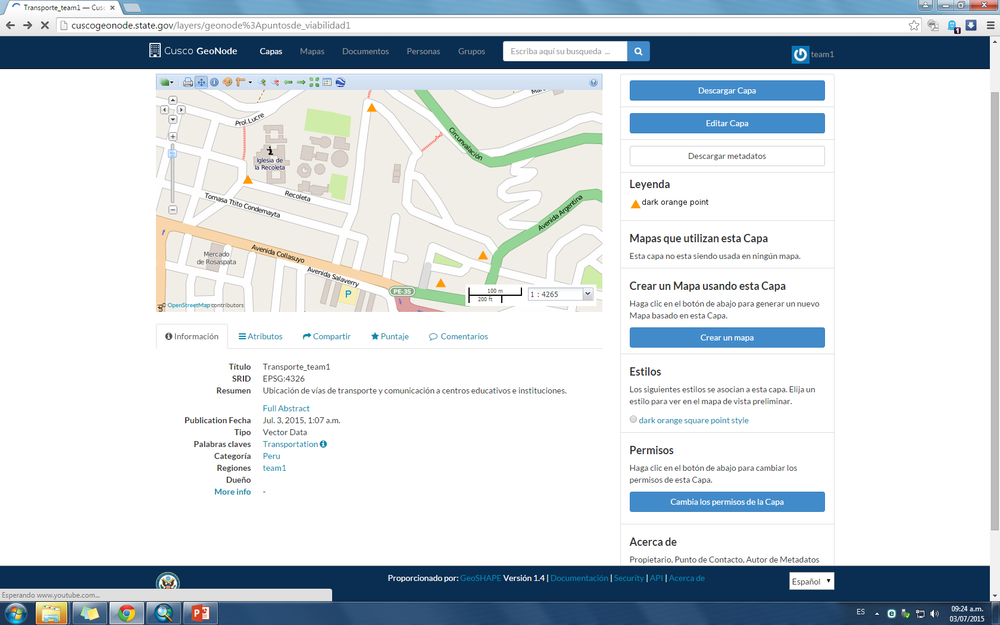 Transporte_team1 — Cusc
cuscogeonode.state.gov/layers/geonode%3Apuntosde_viabilidad1
1
Cusco GeoNode
Capas
Mapas
Documentos
Personas
Grupos
Escriba aquí su busqueda ...
team1
Prol.Lucre
Iglesia de
la Recoleta
Recoleta
Tomasa Ttito Condemayta
Circunvalación
Avenida Argentina
Avenida Collasuyo
Mercado
de Rosaspata
Avenida Salaverry
P
PE-3S
100 m
200 ft
1 : 4265
© OpenStreetMap contributors
Descargar Capa
Editar Capa
Descargar metadatos
Leyenda
dark orange point
Mapas que utilizan esta Capa
Esta capa no esta siendo usada en ningún mapa.
Crear un Mapa usando esta Capa
Haga clic en el botón de abajo para generar un nuevo
Mapa basado en esta Capa.
Crear un mapa
Estilos
Los siguientes estilos se asocian a esta capa. Elija un
estilo para ver en el mapa de vista preliminar.
dark orange square point style
Permisos
Haga clic en el botón de abajo para cambiar los
permisos de esta Capa.
Cambia los permisos de la Capa
Acerca de
Propietario, Punto de Contacto, Autor de Metadatos
Información
Atributos
Compartir
Puntaje
Comentarios
Título Transporte_team1
SRID EPSG:4326
Resumen Ubicación de vías de transporte y comunicación a centros educativos e instituciones.
Full Abstract
Publication Fecha Jul. 3, 2015, 1:07 a.m.
Tipo Vector Data
Palabras claves Transportation
Categoría Peru
Regiones team1
Dueño
More info -
Proporcionado por: GeoSHAPE Versión 1.4 | Documentación | Security | API | Acerca de
Español
Esperando www.youtube.com...
ES
09:24 a.m.
03/07/2015